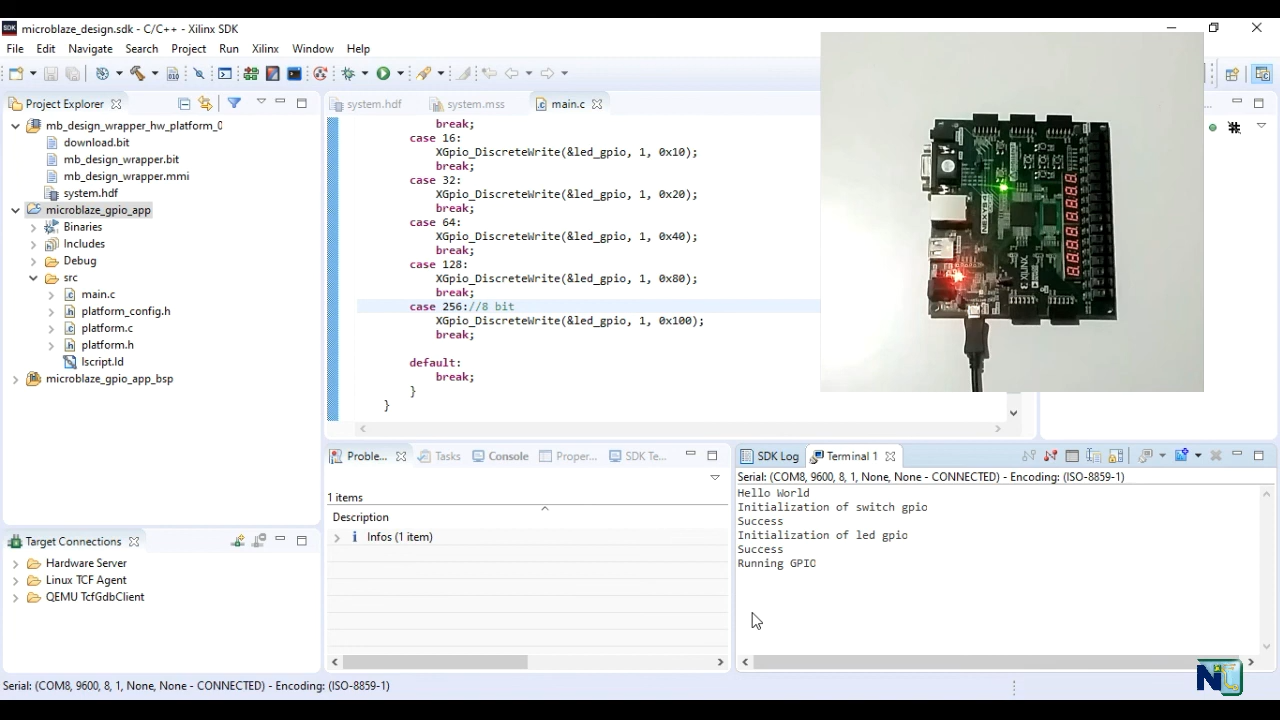 SDK microblaze_design.sdk - C/C++ - Xilinx SDK
File Edit Navigate Search Project Run Xilinx Window Help
Project Explorer
mb_design_wrapper_hw_platform_0
download.bit
mb_design_wrapper.bit
mb_design_wrapper.mmi
system.hdf
microblaze_gpio_app
Binaries
Includes
Debug
src
main.c
platform_config.h
platform.c
platform.h
lscript.ld
microblaze_gpio_app_bsp
Target Connections
Hardware Server
Linux TCF Agent
QEMU TcfGdbClient
system.hdf system.mss main.c
break;
case 16:
XGpio_DiscreteWrite(&led_gpio, 1, 0x10);
break;
case 32:
XGpio_DiscreteWrite(&led_gpio, 1, 0x20);
break;
case 64:
XGpio_DiscreteWrite(&led_gpio, 1, 0x40);
break;
case 128:
XGpio_DiscreteWrite(&led_gpio, 1, 0x80);
break;
case 256://8 bit
XGpio_DiscreteWrite(&led_gpio, 1, 0x100);
break;
default:
break;
}
}
XILINX
Proble... Tasks Console Proper... SDK Te...
1 items
Description
Infos (1 item)
SDK Log Terminal 1
Serial: (COM8, 9600, 8, 1, None, None - CONNECTED) - Encoding: (ISO-8859-1)
Hello World
Initialization of switch gpio
Success
Initialization of led gpio
Success
Running GPIO
Serial: (COM8, 9600, 8, 1, None, None - CONNECTED) - Encoding: (ISO-8859-1)